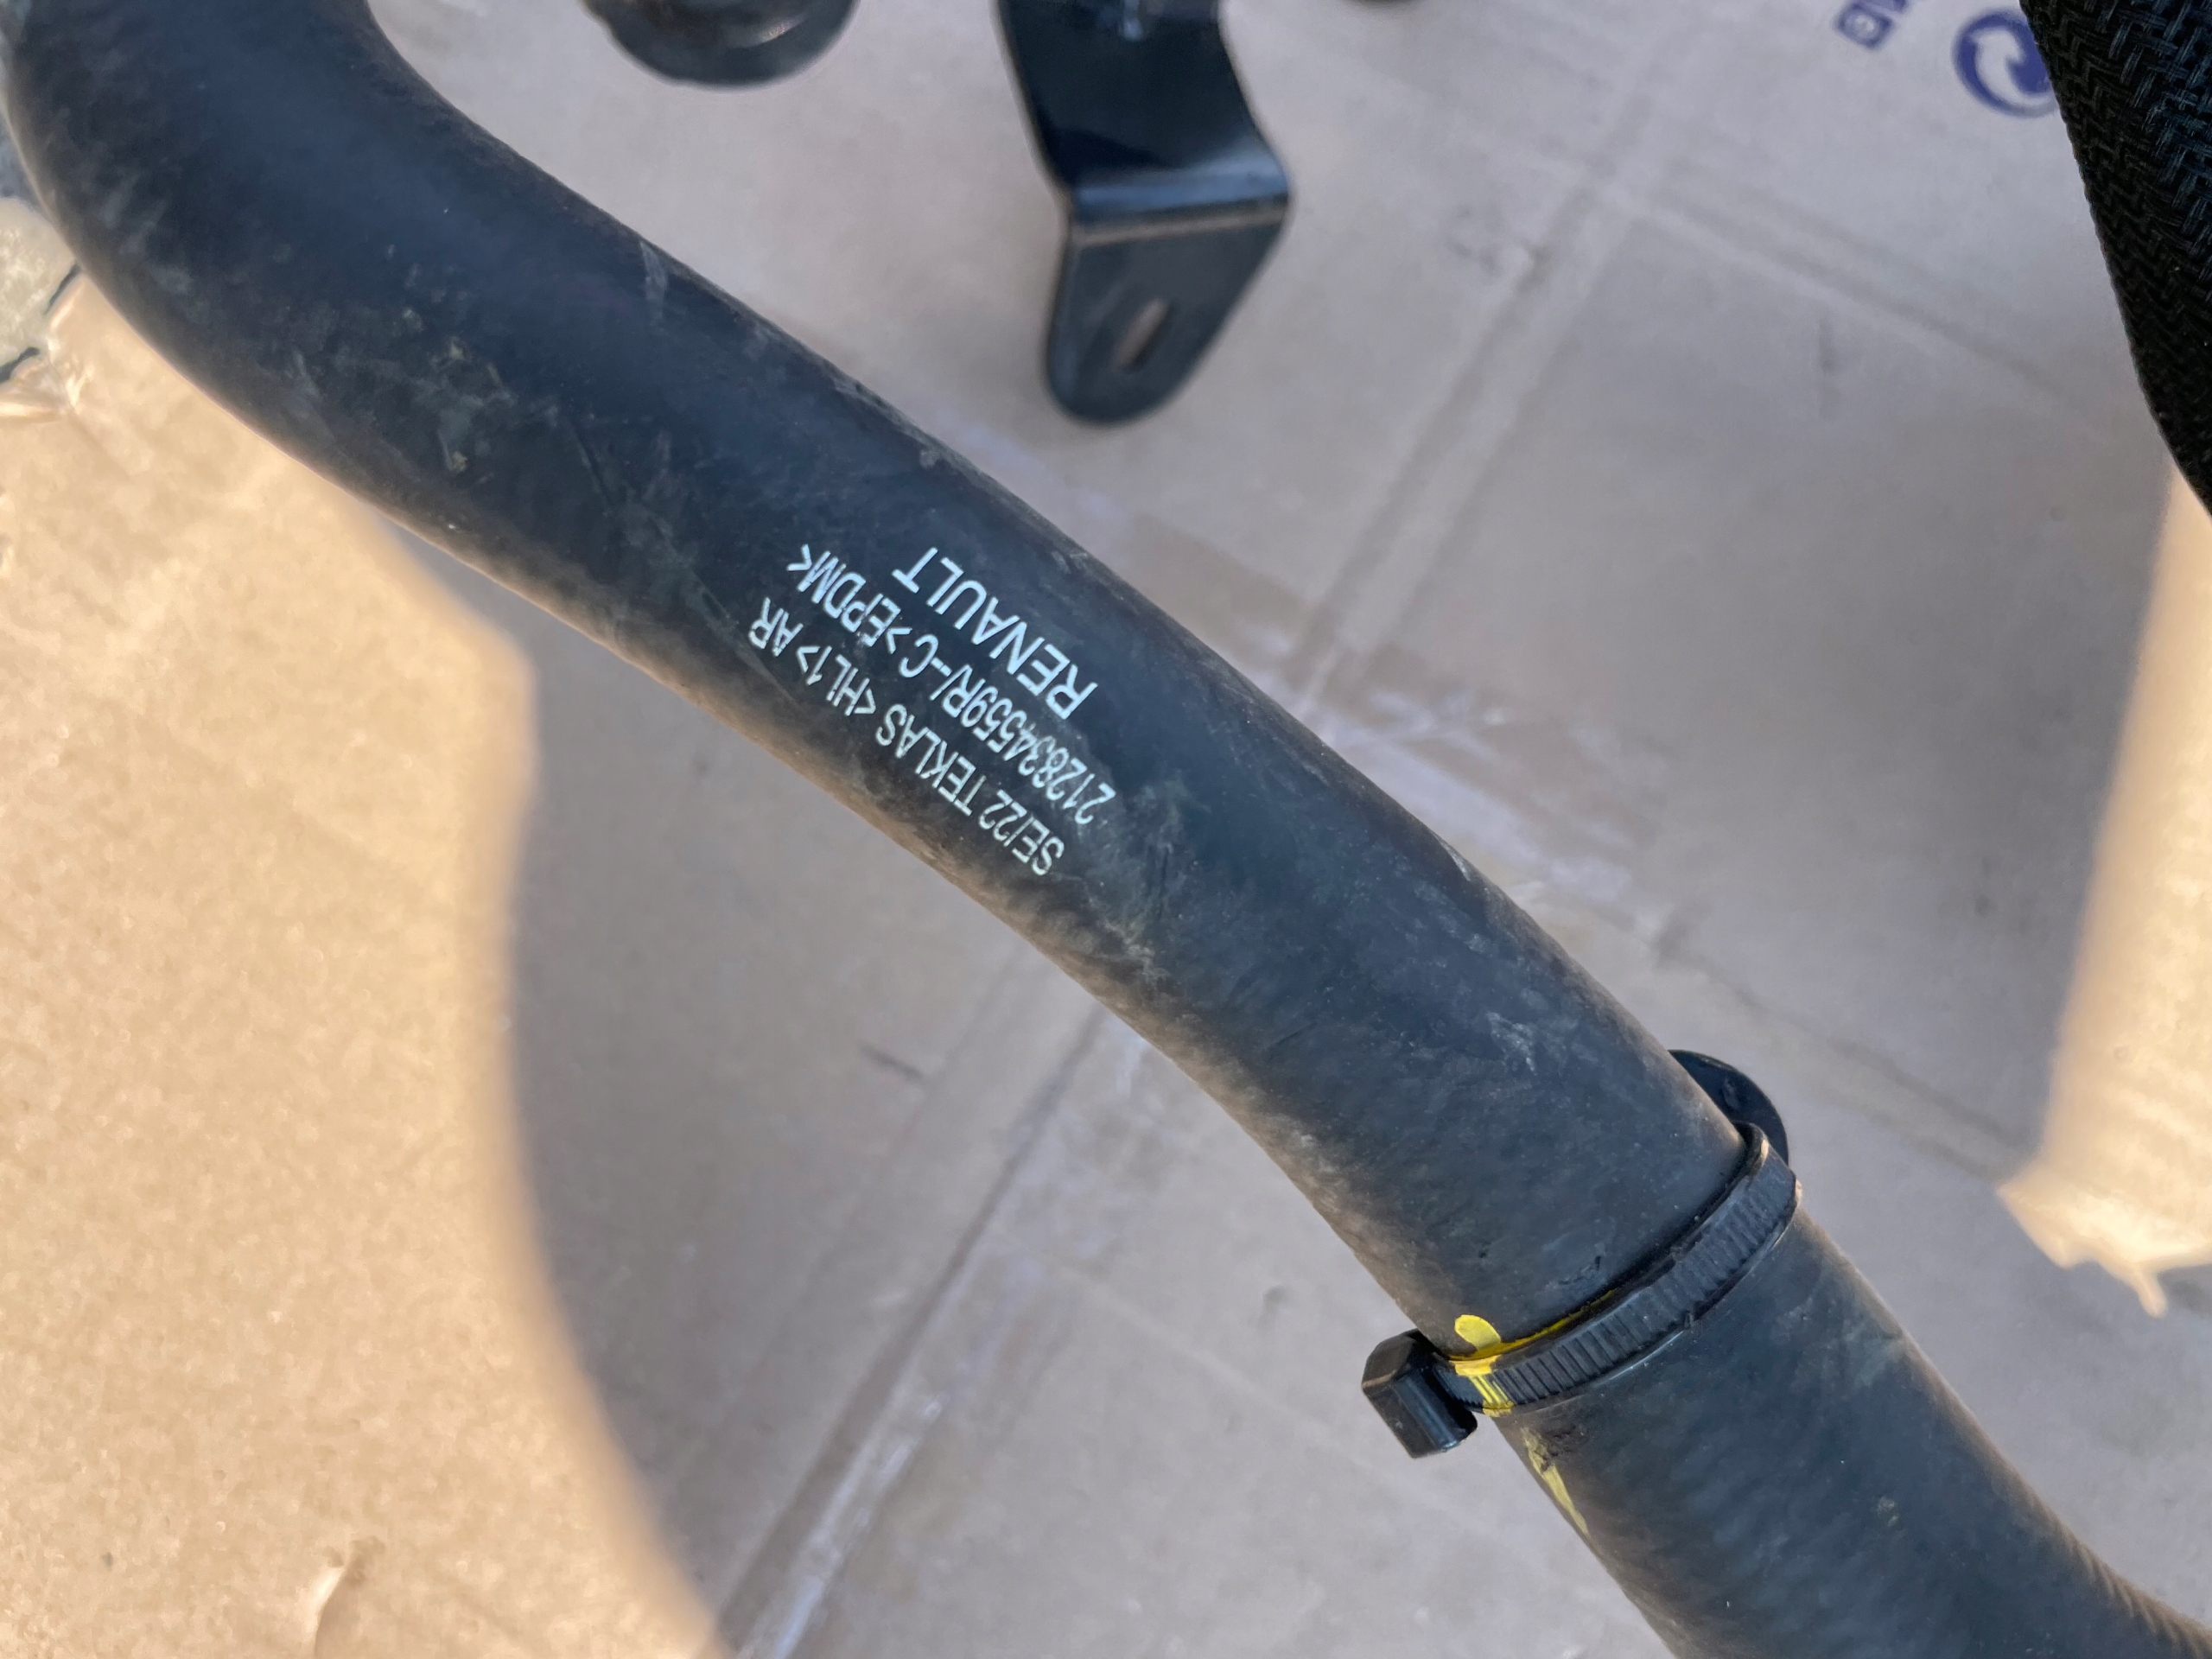 RENAULT
212834559R/--C>EPDM<
SE/22 TEKLAS <HL1> AR